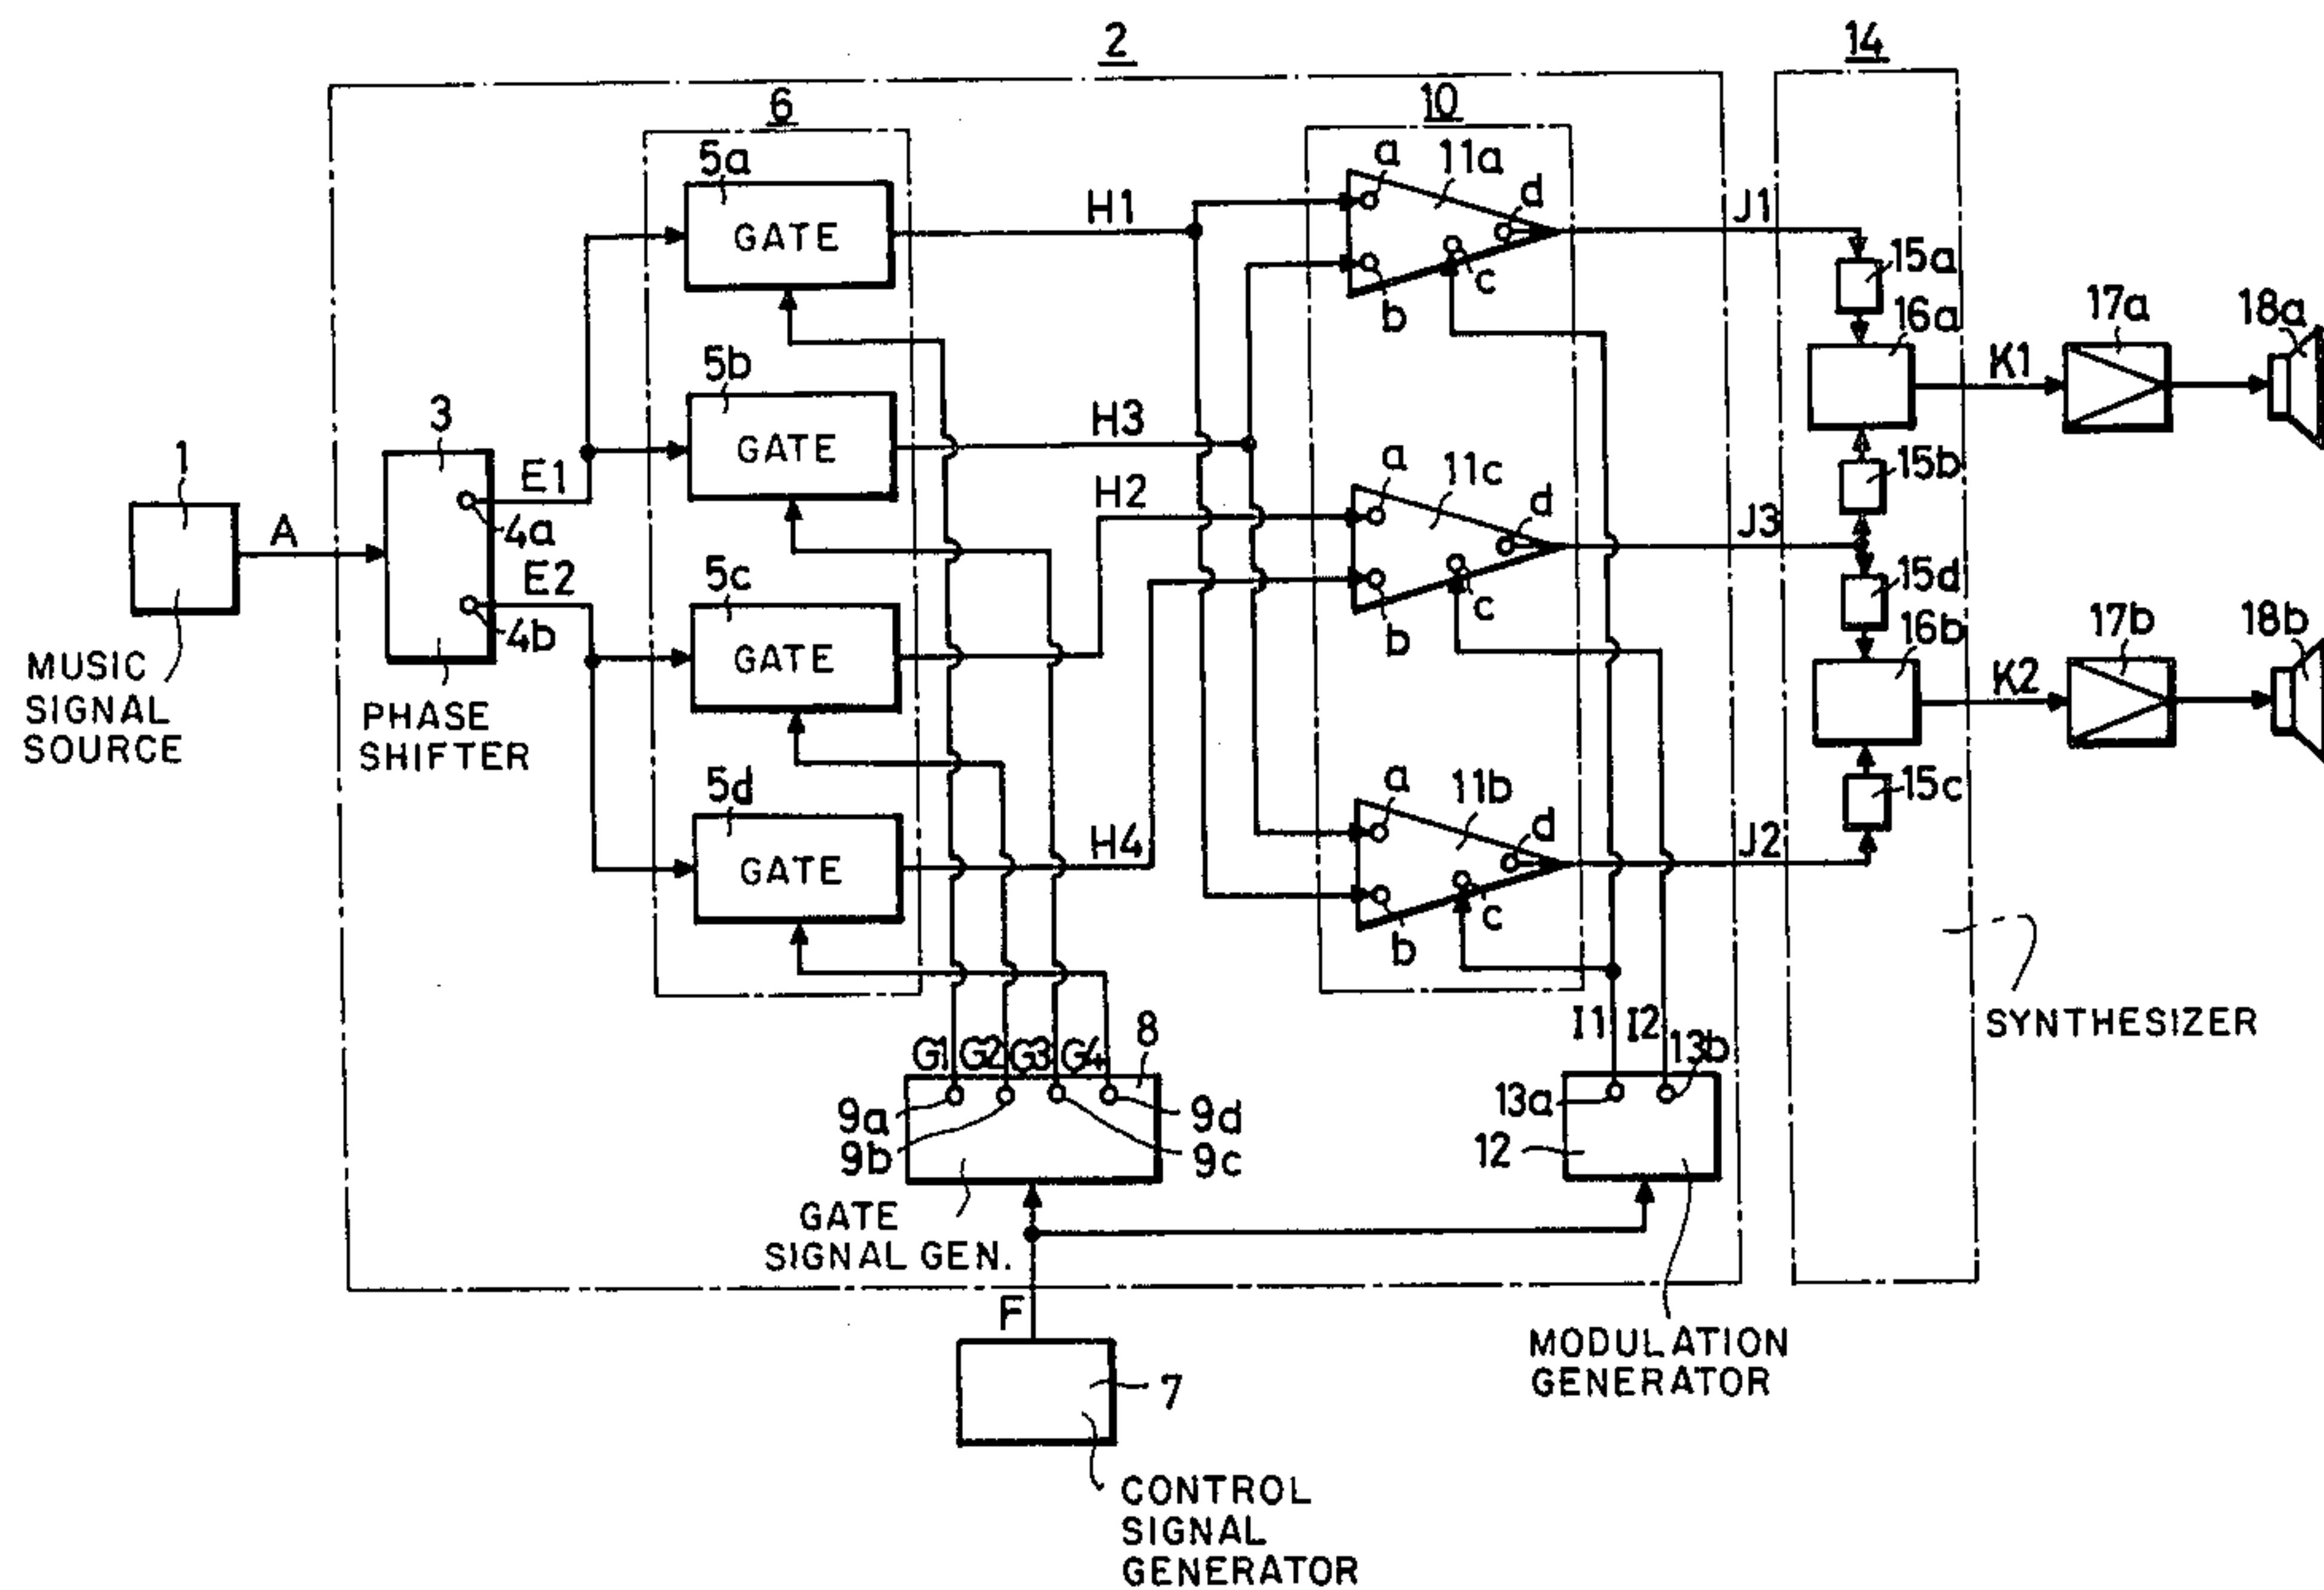 2
14
6
10
5a
GATE
H1
a
11a
d
c
b
J1
15a
16a
17a
18a
K1
5b
GATE
H3
3
1
A
E1
4a
E2
4b
H2
a
11c
d
c
b
J3
15b
15d
16b
17b
18b
K2
15c
5c
GATE
MUSIC
SIGNAL
SOURCE
PHASE
SHIFTER
5d
GATE
H4
a
11b
d
c
b
J2
SYNTHESIZER
G1
G2
G3
G4
8
9a
9b
9d
9c
I1
I2
13b
13a
12
GATE
SIGNAL GEN.
F
7
MODULATION
GENERATOR
CONTROL
SIGNAL
GENERATOR